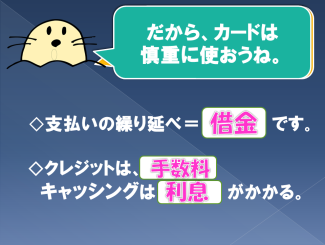 だから、カードは
慎重に使おうね。
◇支払いの繰り延べ＝ 借金 です。
◇クレジットは、手数料
キャッシングは 利息 がかかる。